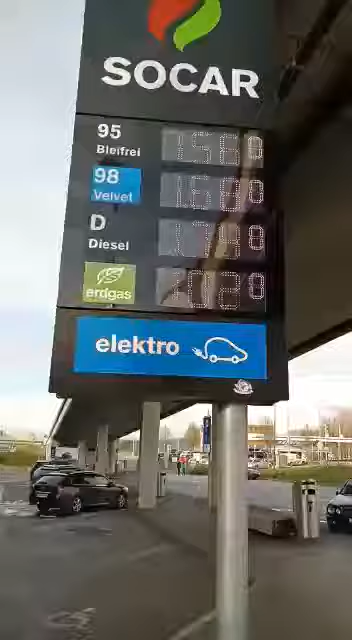 SOCAR
95
Bleifrei
98
Velvet
D
Diesel
erdgas
elektro